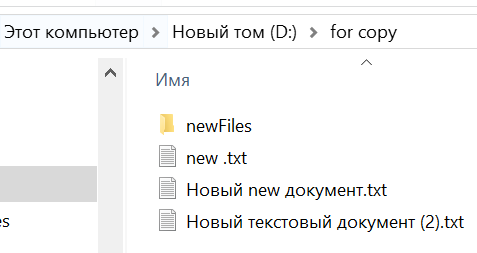 Этот компьютер > Новый том (D:) > for copy
Имя
newFiles
new .txt
Новый new документ.txt
es
Новый текстовый документ (2).txt